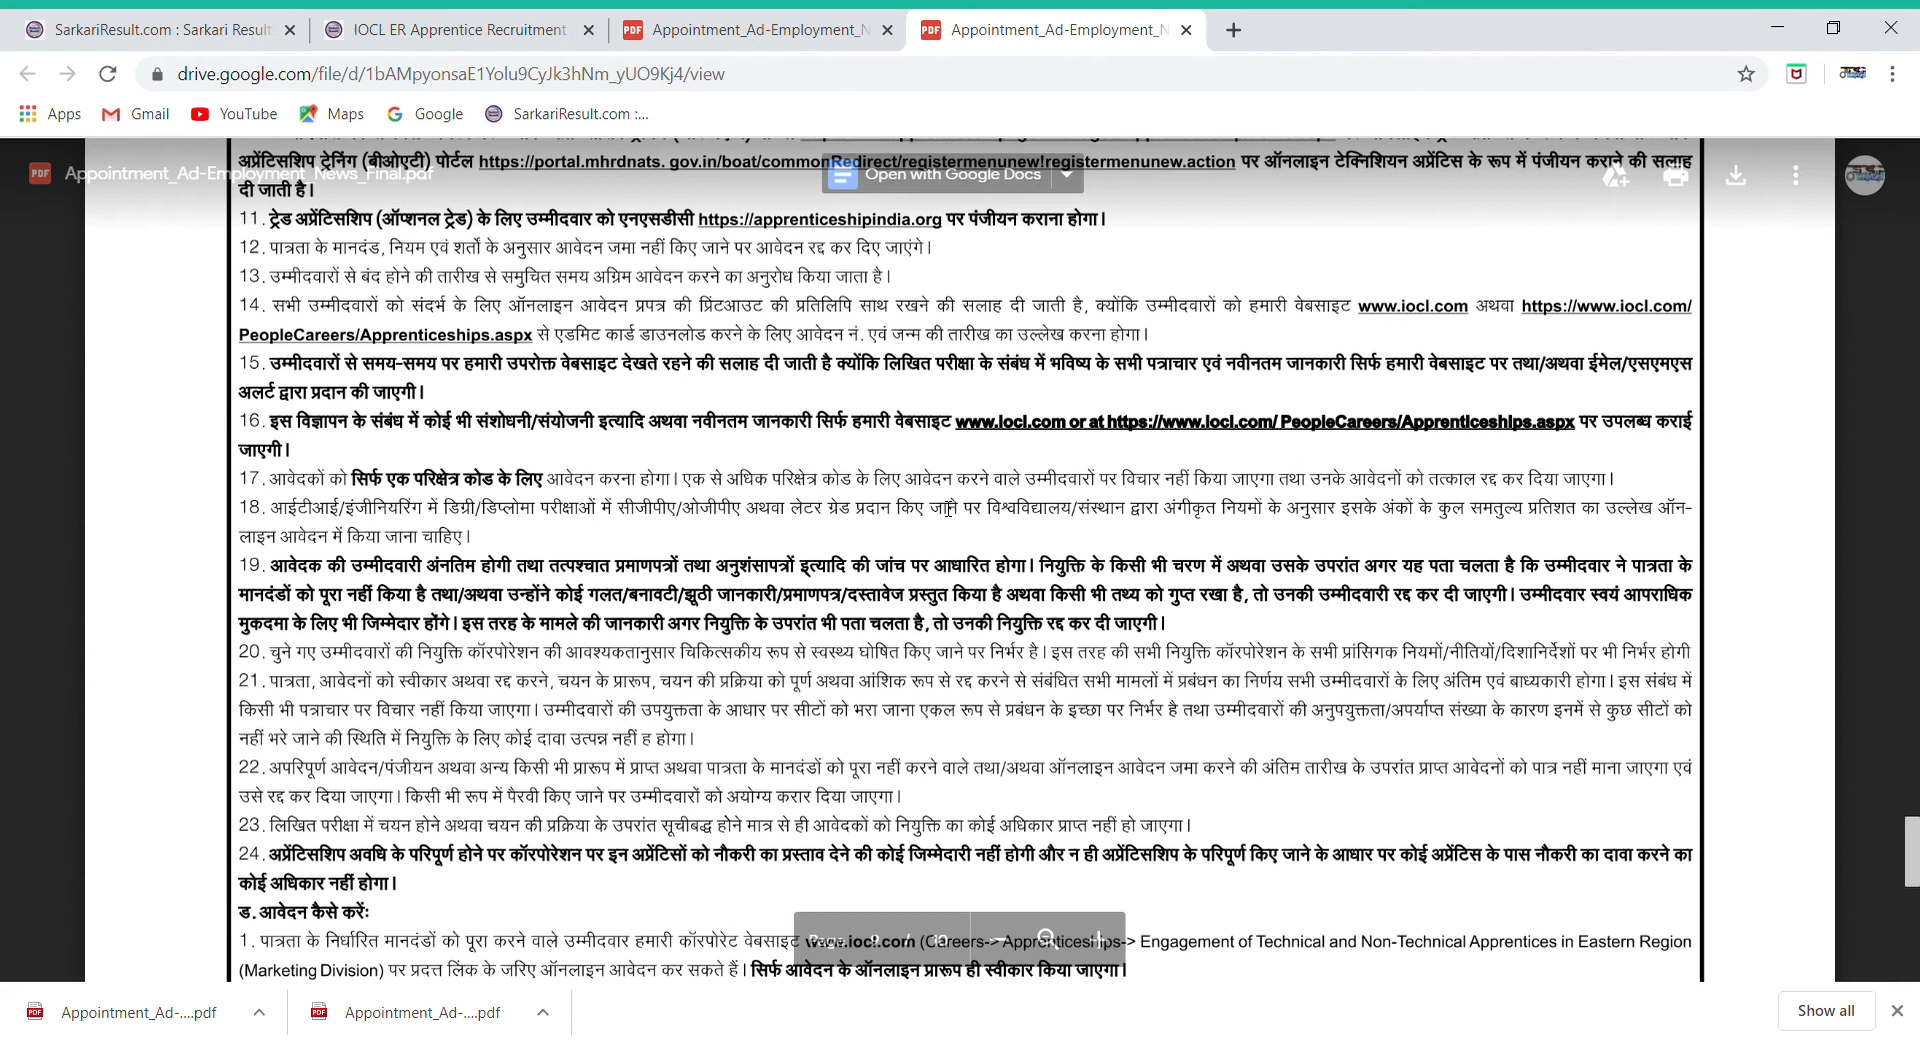 SarkariResult.com : Sarkari Result
IOCL ER Apprentice Recruitment
Appointment_Ad-Employment_N
Appointment_Ad-Employment_N
drive.google.com/file/d/1bAMpyonsaE1Yolu9CyJk3hNm_yUO9Kj4/view
Apps Gmail YouTube Maps Google SarkariResult.com :...
अप्रेंटिसशिप ट्रेनिंग (बीओएटी) पोर्टल https://portal.mhrdnats. gov.in/boat/commonRedirect/registermenunew!registermenunew.action पर ऑनलाइन टेक्निशियन अप्रेंटिस के रूप में पंजीयन कराने की सलाह
Appointment_Ad-Employment_News_Final.pdf
Open with Google Docs
दी जाती है।
11. ट्रेड अप्रेंटिसशिप (ऑप्शनल ट्रेड) के लिए उम्मीदवार को एनएसडीसी https://apprenticeshipindia.org पर पंजीयन कराना होगा।
12. पात्रता के मानदंड, नियम एवं शर्तों के अनुसार आवेदन जमा नहीं किए जाने पर आवेदन रद्द कर दिए जाएंगे।
13. उम्मीदवारों से बंद होने की तारीख से समुचित समय अग्रिम आवेदन करने का अनुरोध किया जाता है।
14. सभी उम्मीदवारों को संदर्भ के लिए ऑनलाइन आवेदन प्रपत्र की प्रिंटआउट की प्रतिलिपि साथ रखने की सलाह दी जाती है, क्योंकि उम्मीदवारों को हमारी वेबसाइट www.iocl.com अथवा https://www.iocl.com/
PeopleCareers/Apprenticeships.aspx से एडमिट कार्ड डाउनलोड करने के लिए आवेदन नं. एवं जन्म की तारीख का उल्लेख करना होगा।
15. उम्मीदवारों से समय-समय पर हमारी उपरोक्त वेबसाइट देखते रहने की सलाह दी जाती है क्योंकि लिखित परीक्षा के संबंध में भविष्य के सभी पत्राचार एवं नवीनतम जानकारी सिर्फ हमारी वेबसाइट पर तथा/अथवा ईमेल/एसएमएस
अलर्ट द्वारा प्रदान की जाएगी।
16. इस विज्ञापन के संबंध में कोई भी संशोधनी/संयोजनी इत्यादि अथवा नवीनतम जानकारी सिर्फ हमारी वेबसाइट www.iocl.com or at https://www.iocl.com/ PeopleCareers/Apprenticeships.aspx पर उपलब्ध कराई
जाएगी।
17. आवेदकों को सिर्फ एक परिक्षेत्र कोड के लिए आवेदन करना होगा। एक से अधिक परिक्षेत्र कोड के लिए आवेदन करने वाले उम्मीदवारों पर विचार नहीं किया जाएगा तथा उनके आवेदनों को तत्काल रद्द कर दिया जाएगा।
18. आईटीआई/इंजीनियरिंग में डिग्री/डिप्लोमा परीक्षाओं में सीजीपीए/ओजीपीए अथवा लेटर ग्रेड प्रदान किए जाने पर विश्वविद्यालय/संस्थान द्वारा अंगीकृत नियमों के अनुसार इसके अंकों के कुल समतुल्य प्रतिशत का उल्लेख ऑन-
लाइन आवेदन में किया जाना चाहिए।
19. आवेदक की उम्मीदवारी अंनतिम होगी तथा तत्पश्चात प्रमाणपत्रों तथा अनुशंसापत्रों इत्यादि की जांच पर आधारित होगा। नियुक्ति के किसी भी चरण में अथवा उसके उपरांत अगर यह पता चलता है कि उम्मीदवार ने पात्रता के
मानदंडों को पूरा नहीं किया है तथा/अथवा उन्होंने कोई गलत/बनावटी/झूठी जानकारी/प्रमाणपत्र/दस्तावेज प्रस्तुत किया है अथवा किसी भी तथ्य को गुप्त रखा है, तो उनकी उम्मीदवारी रद्द कर दी जाएगी। उम्मीदवार स्वयं आपराधिक
मुकदमा के लिए भी जिम्मेदार होंगे। इस तरह के मामले की जानकारी अगर नियुक्ति के उपरांत भी पता चलता है, तो उनकी नियुक्ति रद्द कर दी जाएगी।
20. चुने गए उम्मीदवारों की नियुक्ति कॉरपोरेशन की आवश्यकतानुसार चिकित्सकीय रूप से स्वस्थ्य घोषित किए जाने पर निर्भर है। इस तरह की सभी नियुक्ति कॉरपोरेशन के सभी प्रांसिगक नियमों/नीतियों/दिशानिर्देशों पर भी निर्भर होगी
21. पात्रता, आवेदनों को स्वीकार अथवा रद्द करने, चयन के प्रारूप, चयन की प्रक्रिया को पूर्ण अथवा आंशिक रूप से रद्द करने से संबंधित सभी मामलों में प्रबंधन का निर्णय सभी उम्मीदवारों के लिए अंतिम एवं बाध्यकारी होगा। इस संबंध में
किसी भी पत्राचार पर विचार नहीं किया जाएगा। उम्मीदवारों की उपयुक्तता के आधार पर सीटों को भरा जाना एकल रूप से प्रबंधन के इच्छा पर निर्भर है तथा उम्मीदवारों की अनुपयुक्तता/अपर्याप्त संख्या के कारण इनमें से कुछ सीटों को
नहीं भरे जाने की स्थिति में नियुक्ति के लिए कोई दावा उत्पन्न नहीं ह होगा।
22. अपरिपूर्ण आवेदन/पंजीयन अथवा अन्य किसी भी प्रारूप में प्राप्त अथवा पात्रता के मानदंडों को पूरा नहीं करने वाले तथा/अथवा ऑनलाइन आवेदन जमा करने की अंतिम तारीख के उपरांत प्राप्त आवेदनों को पात्र नहीं माना जाएगा एवं
उसे रद्द कर दिया जाएगा। किसी भी रूप में पैरवी किए जाने पर उम्मीदवारों को अयोग्य करार दिया जाएगा।
23. लिखित परीक्षा में चयन होने अथवा चयन की प्रक्रिया के उपरांत सूचीबद्ध होने मात्र से ही आवेदकों को नियुक्ति का कोई अधिकार प्राप्त नहीं हो जाएगा।
24. अप्रेंटिसशिप अवधि के परिपूर्ण होने पर कॉरपोरेशन पर इन अप्रेंटिसों को नौकरी का प्रस्ताव देने की कोई जिम्मेदारी नहीं होगी और न ही अप्रेंटिसशिप के परिपूर्ण किए जाने के आधार पर कोई अप्रेंटिस के पास नौकरी का दावा करने का
कोई अधिकार नहीं होगा।
ड. आवेदन कैसे करें:
1. पात्रता के निर्धारित मानदंडों को पूरा करने वाले उम्मीदवार हमारी कॉरपोरेट वेबसाइट www.iocl.com (Careers-> Apprenticeships-> Engagement of Technical and Non-Technical Apprentices in Eastern Region
Page 9 / 10
(Marketing Division) पर प्रदत्त लिंक के जरिए ऑनलाइन आवेदन कर सकते हैं। सिर्फ आवेदन के ऑनलाइन प्रारूप ही स्वीकार किया जाएगा।
Appointment_Ad-....pdf
Appointment_Ad-....pdf
Show all